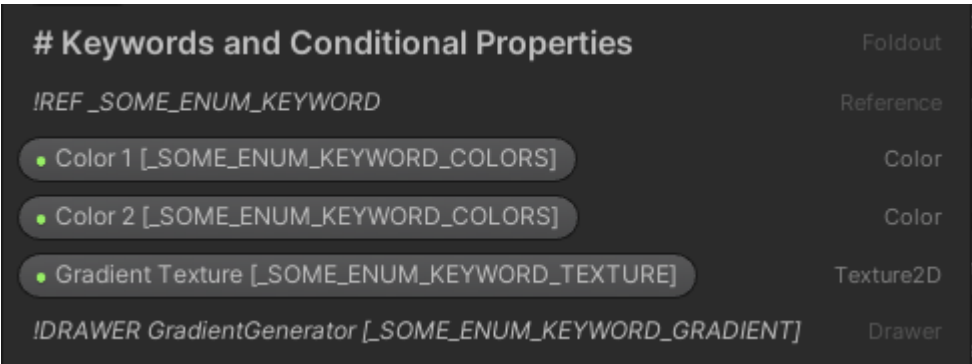 # Keywords and Conditional Properties Foldout
!REF _SOME_ENUM_KEYWORD Reference
Color 1 [_SOME_ENUM_KEYWORD_COLORS] Color
Color 2 [_SOME_ENUM_KEYWORD_COLORS] Color
Gradient Texture [_SOME_ENUM_KEYWORD_TEXTURE] Texture2D
!DRAWER GradientGenerator [_SOME_ENUM_KEYWORD_GRADIENT] Drawer